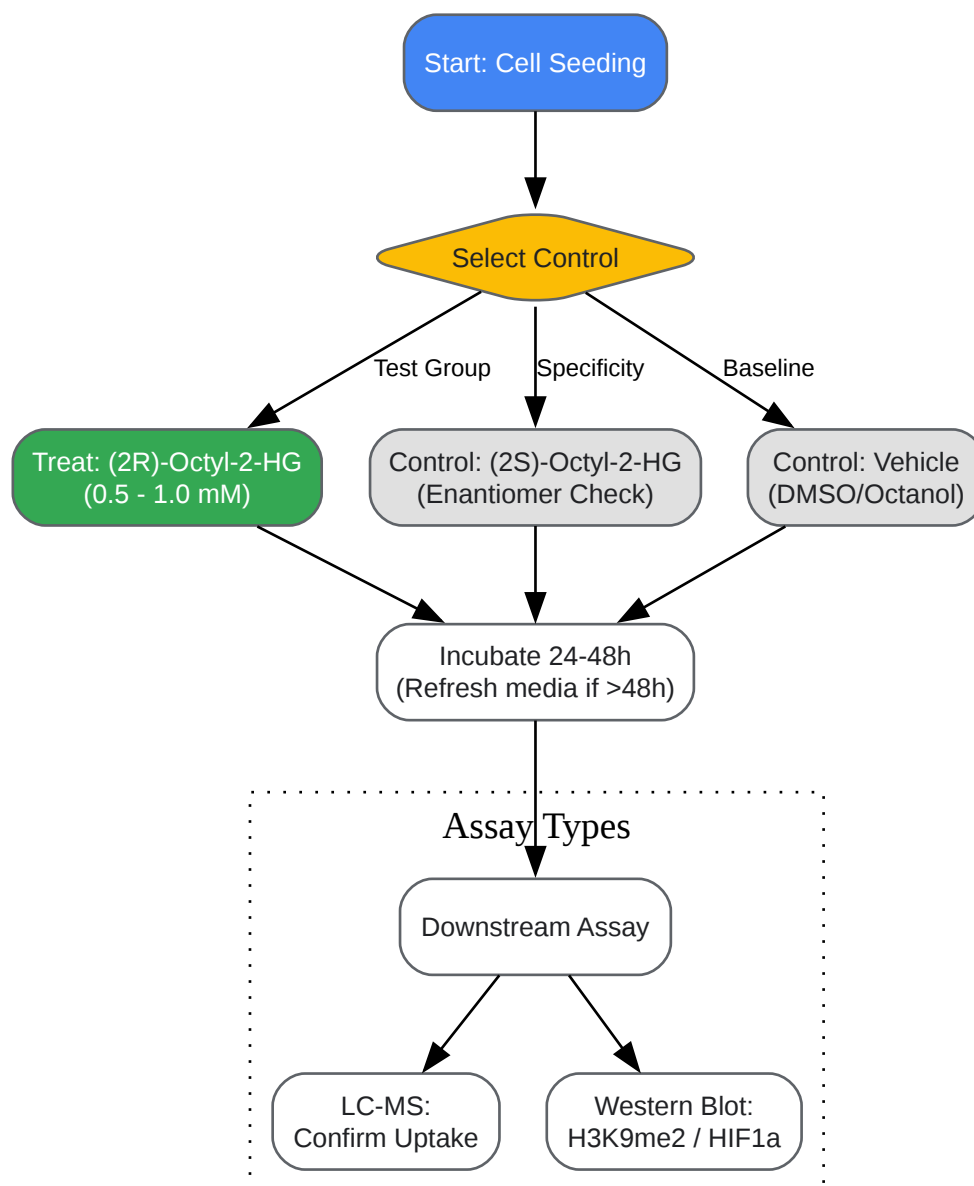 Start: Cell Seeding
Select Control
Test Group
Specificity
Baseline
Treat: (2R)-Octyl-2-HG
(0.5 - 1.0 mM)
Control: (2S)-Octyl-2-HG
(Enantiomer Check)
Control: Vehicle
(DMSO/Octanol)
Incubate 24-48h
(Refresh media if >48h)
Assay Types
Downstream Assay
LC-MS:
Confirm Uptake
Western Blot:
H3K9me2 / HIF1a